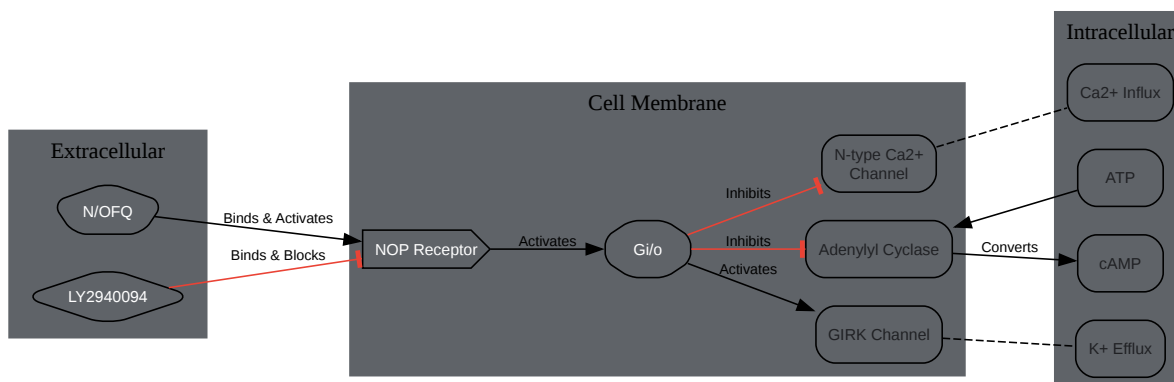 Extracellular
N/OFQ
LY2940094
Binds & Activates
Binds & Blocks
Cell Membrane
NOP Receptor
Activates
Gi/o
Inhibits
Inhibits
Activates
N-type Ca2+
Channel
Adenylyl Cyclase
GIRK Channel
Converts
Intracellular
Ca2+ Influx
ATP
cAMP
K+ Efflux